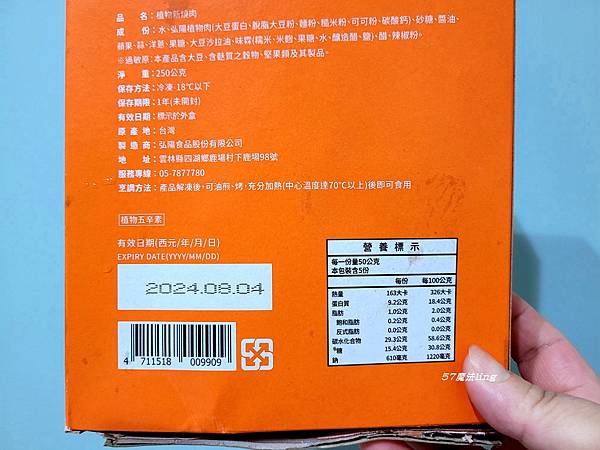 品　名：植物新燒肉
成　份：水、弘陽植物肉(大豆蛋白、脫脂大豆粉、麵粉、糙米粉、可可粉、碳酸鈣)、砂糖、醬油、
蘋果、蒜、洋蔥、果糖、大豆沙拉油、味霖(糯米、米麴、果糖、水、釀造醋、鹽)、醋、辣椒粉。
※過敏原：本產品含大豆、含麩質之穀物、堅果類及其製品。
淨　重：250公克
保存方法：冷凍-18℃以下
保存期限：1年(未開封)
有效日期：標示於外盒
原 產 地：台灣
製 造 商：弘陽食品股份有限公司
地　址：雲林縣四湖鄉鹿場村下鹿場98號
服務專線：05-7877780
烹調方法：產品解凍後，可油煎、烤、充分加熱(中心溫度達70℃以上)後即可食用
植物五辛素
有效日期(西元/年/月/日)
EXPIRY DATE(YYYY/MM/DD)
2024.08.04
4 711518 009909
營養標示
每一份量50公克
本包裝含5份
每份 每100公克
熱量 163大卡 326大卡
蛋白質 9.2公克 18.4公克
脂肪 1.0公克 2.0公克
飽和脂肪 0.2公克 0.4公克
反式脂肪 0.0公克 0.0公克
碳水化合物 29.3公克 58.6公克
糖 15.4公克 30.8公克
鈉 610毫克 1220毫克
57魔法ling